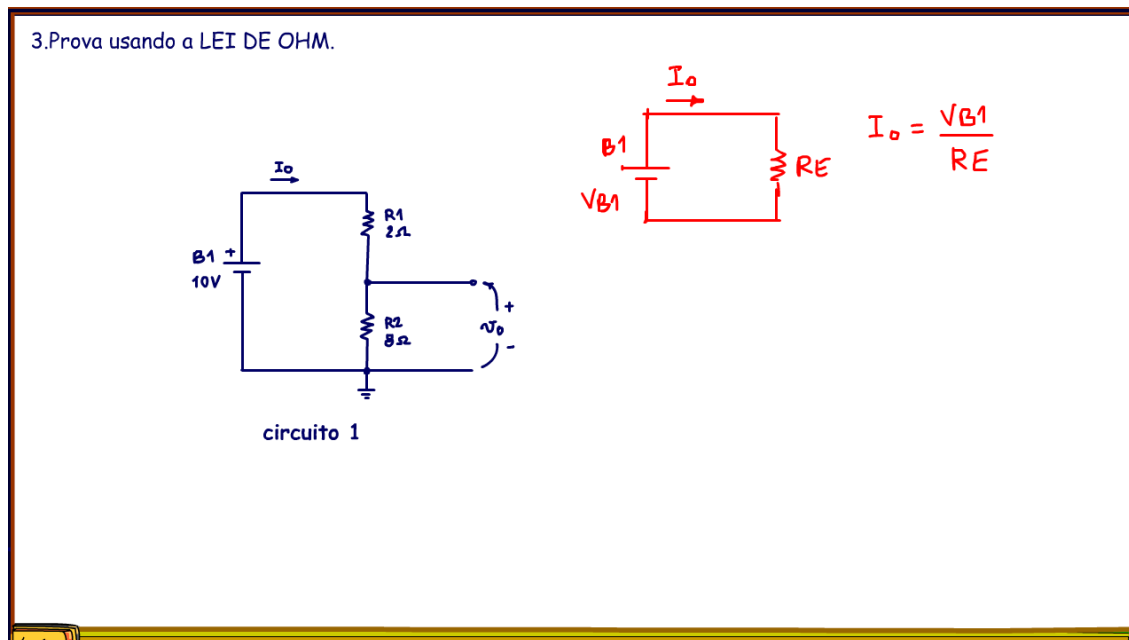 3.Prova usando a LEI DE OHM.
Io
B1 +
10V
R1
2Ω
R2
8Ω
+
vo
-
circuito 1
Io
B1
VB1
RE
Io = VB1
RE